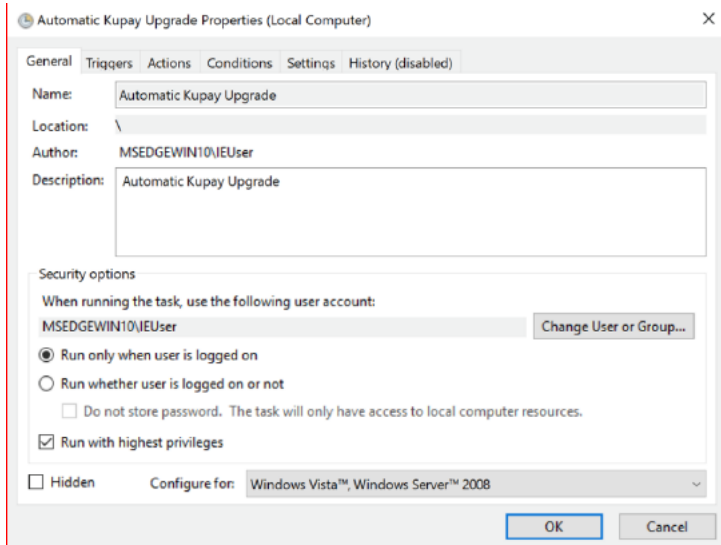 Automatic Kupay Upgrade Properties (Local Computer)
General Triggers Actions Conditions Settings History (disabled)
Name: Automatic Kupay Upgrade
Location: \
Author: MSEDGEWIN10\IEUser
Description: Automatic Kupay Upgrade
Security options
When running the task, use the following user account:
MSEDGEWIN10\IEUser Change User or Group...
Run only when user is logged on
Run whether user is logged on or not
Do not store password. The task will only have access to local computer resources.
Run with highest privileges
Hidden Configure for: Windows Vista™, Windows Server™ 2008
OK Cancel